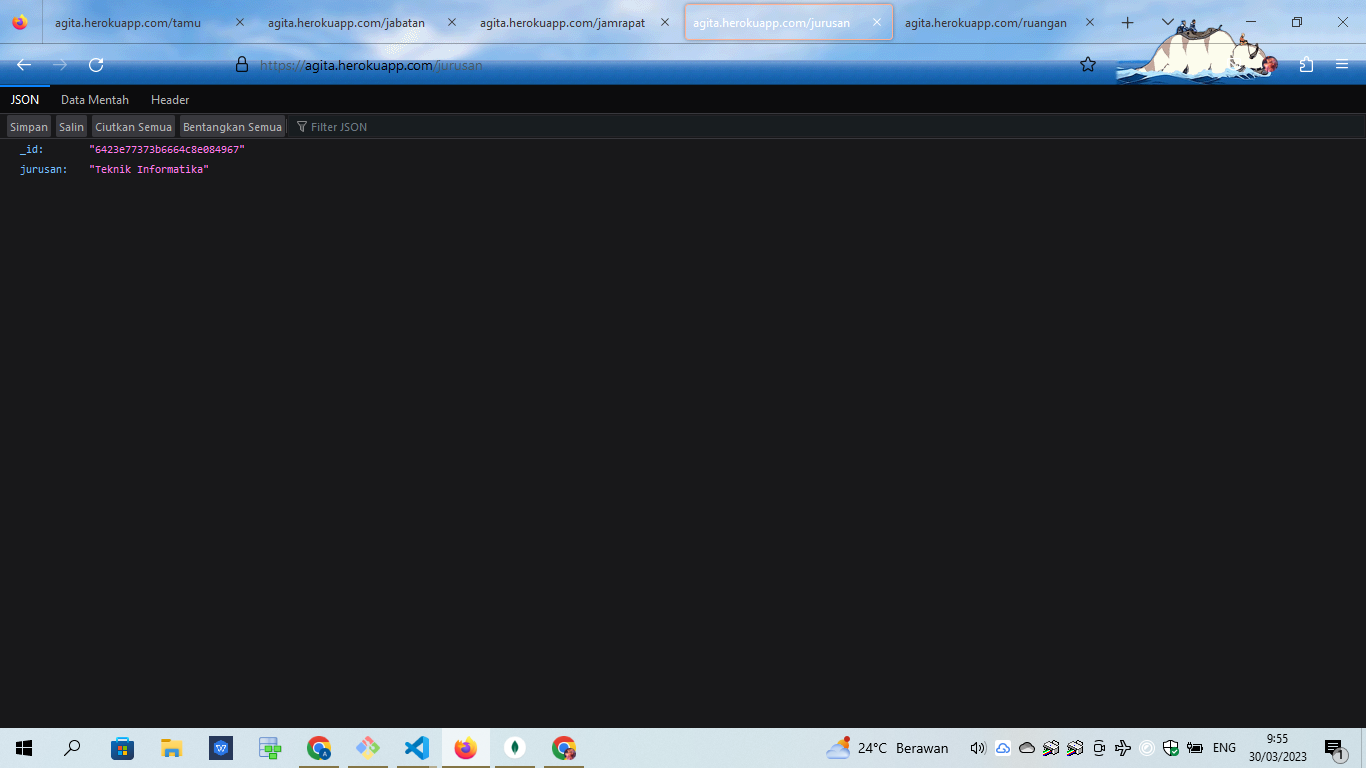 agita.herokuapp.com/tamu
agita.herokuapp.com/jabatan
agita.herokuapp.com/jamrapat
agita.herokuapp.com/jurusan
agita.herokuapp.com/ruangan
https://agita.herokuapp.com/jurusan
JSON Data Mentah Header
Simpan Salin Ciutkan Semua Bentangkan Semua Filter JSON
_id: "6423e77373b6664c8e084967"
jurusan: "Teknik Informatika"
24°C Berawan
ENG
9:55
30/03/2023
1